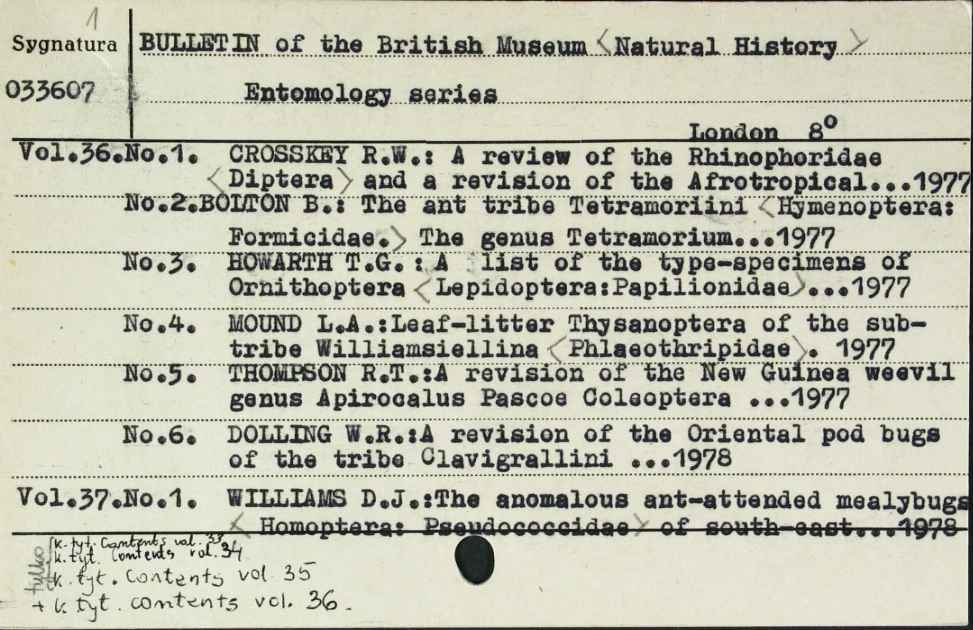 1
Sygnatura BULLETIN of the British Museum <Natural History>
033607 Entomology series
London 8°
Vol.36.No.1. CROSSKEY R.W.: A review of the Rhinophoridae
<Diptera> and a revision of the Afrotropical...1977
No.2.BOLTON B.: The ant tribe Tetramoriini <Hymenoptera:
Formicidae.> The genus Tetramorium...1977
No.3. HOWARTH T.G.: A list of the type-specimens of
Ornithoptera <Lepidoptera:Papilionidae>...1977
No.4. MOUND L.A.:Leaf-litter Thysanoptera of the sub-
tribe Williamsiellina <Phlaeothripidae>. 1977
No.5. THOMPSON R.T.:A revision of the New Guinea weevil
genus Apirocalus Pascoe Coleoptera ...1977
No.6. DOLLING W.R.:A revision of the Oriental pod bugs
of the tribe Clavigrallini ...1978
Vol.37.No.1. WILLIAMS D.J.:The anomalous ant-attended mealybugs
< Homoptera: Pseudococcidae> of south-east...1978
tylko
k. tyt. Contents vol. 33
k. tyt. Contents vol. 34
k. tyt. Contents vol 35
+ k. tyt. contents vol. 36.